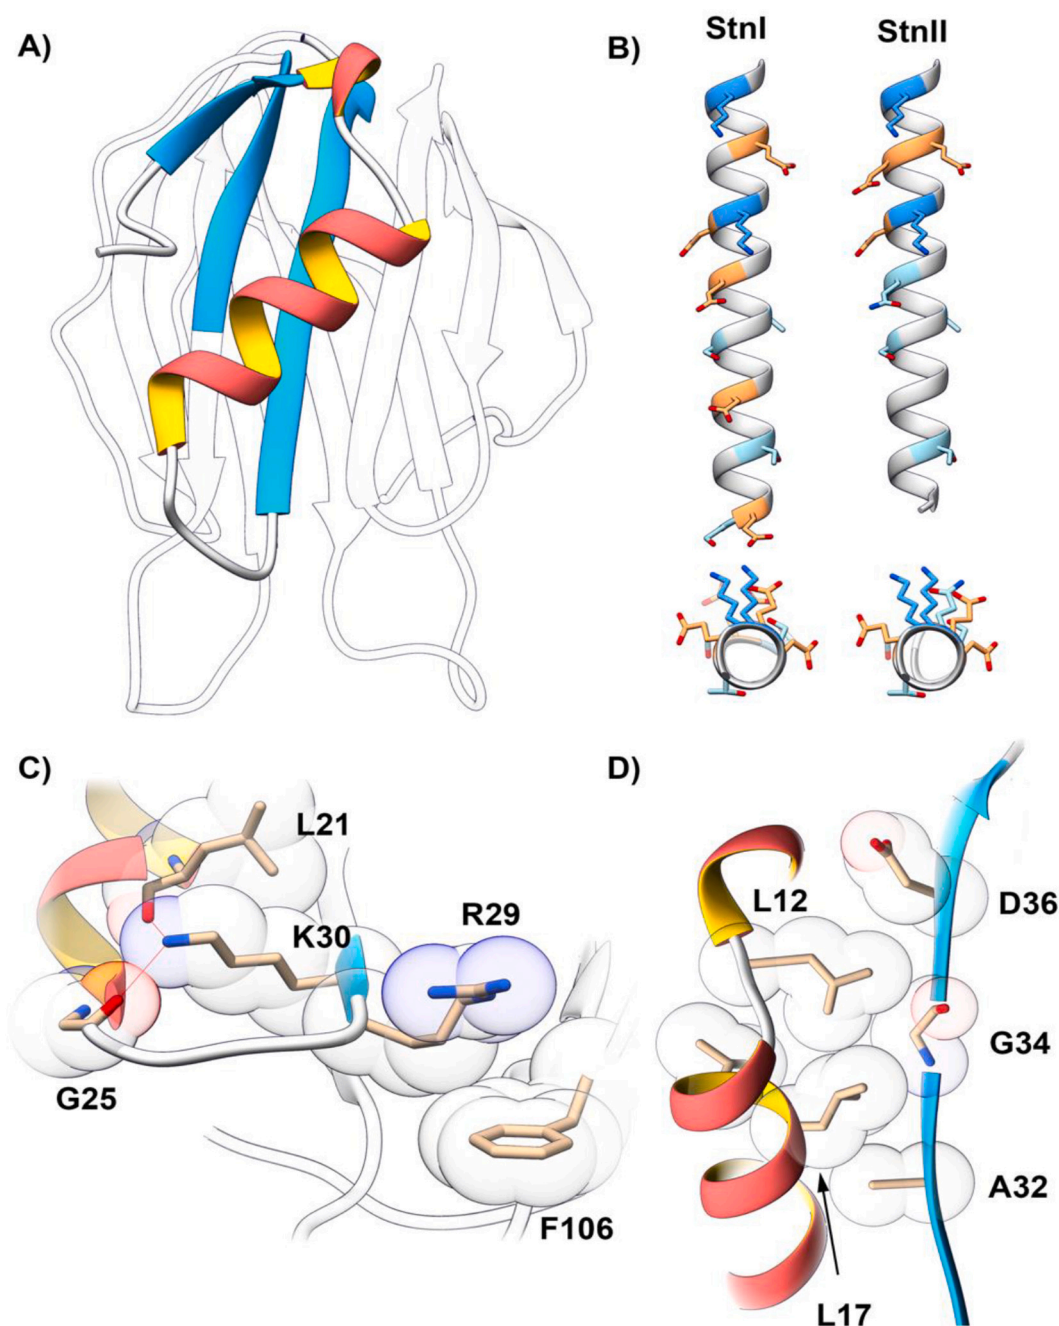 A)
B)
StnI
StnII
C)
L21
K30
R29
G25
F106
D)
L12
D36
G34
A32
L17